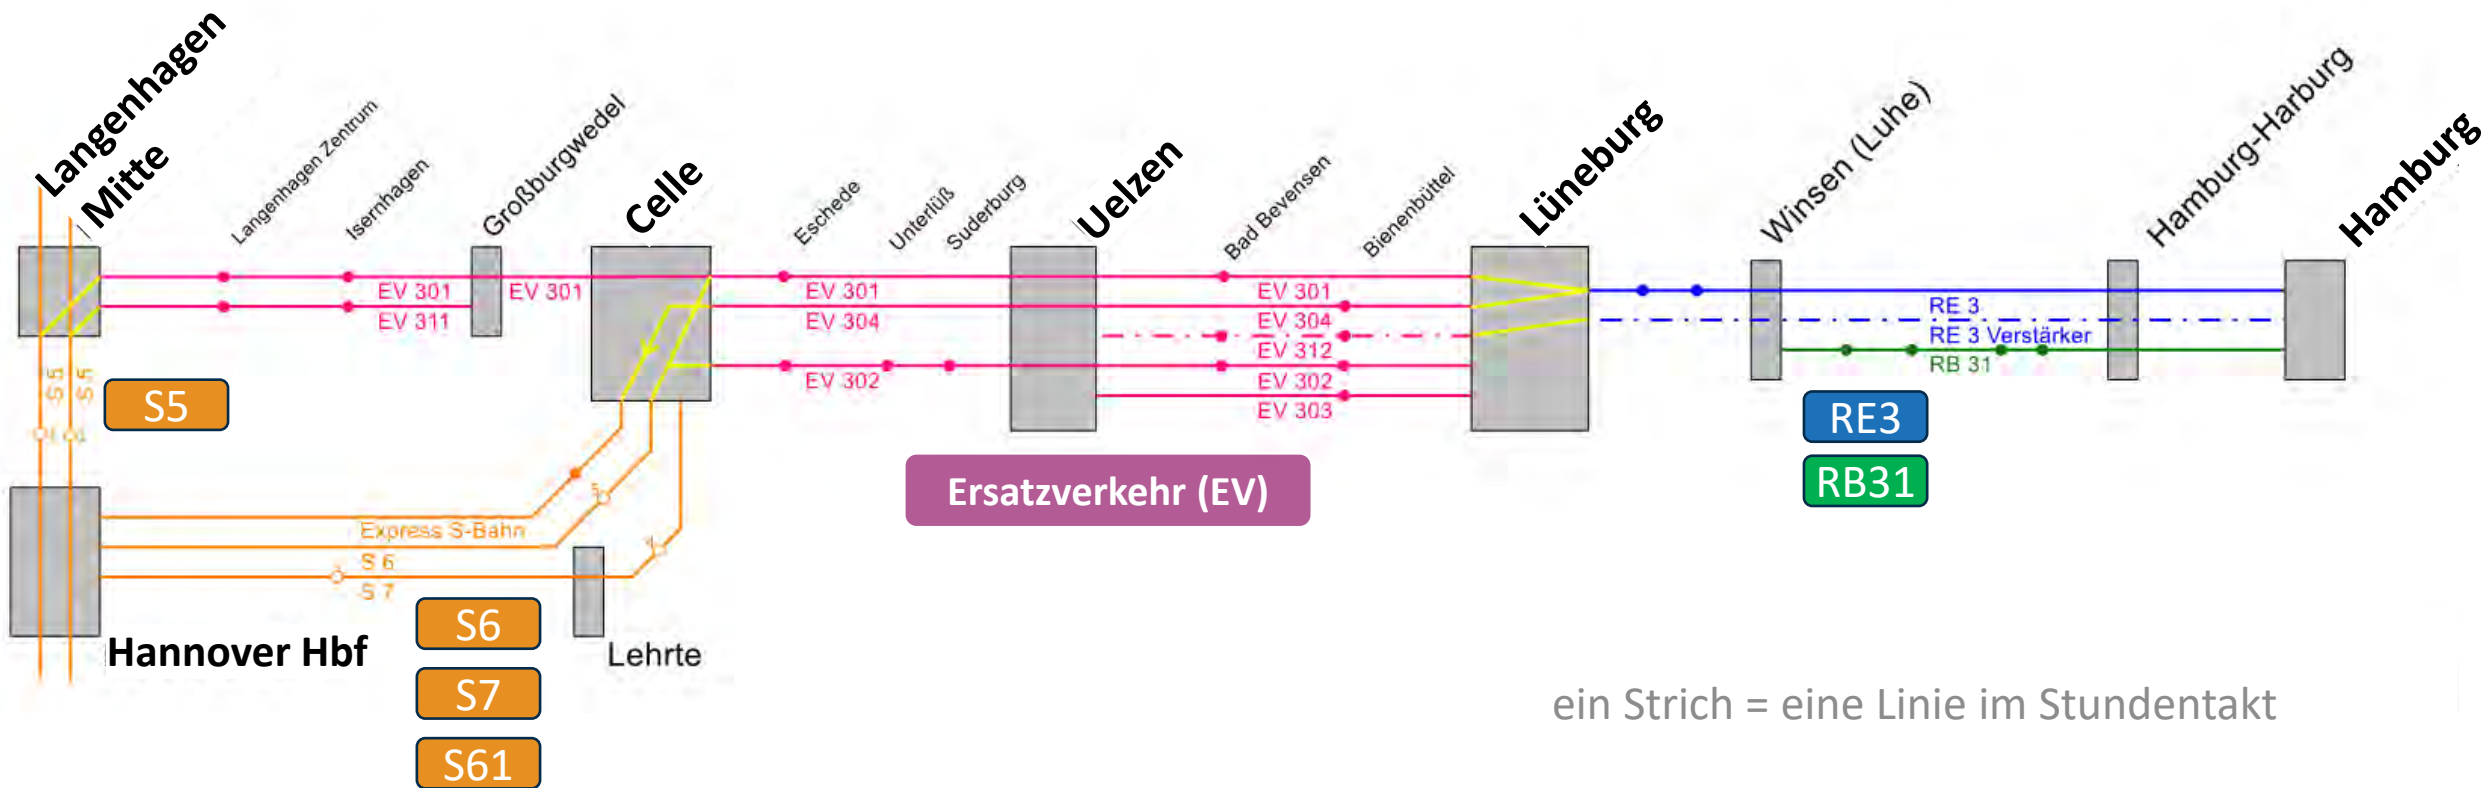 Langenhagen
Mitte
Langenhagen Zentrum
Isernhagen
Großburgwedel
Celle
Eschede
Unterlüß
Suderburg
Uelzen
Bad Bevensen
Bienenbüttel
Lüneburg
Winsen (Luhe)
Hamburg-Harburg
Hamburg
EV 301
EV 311
EV 301
EV 301
EV 304
EV 302
EV 301
EV 304
EV 312
EV 302
EV 303
RE 3
RE 3 Verstärker
RB 31
S 5
S 5
S5
RE3
RB31
Ersatzverkehr (EV)
Express S-Bahn
S 6
S 7
S6
S7
S61
Hannover Hbf
Lehrte
ein Strich = eine Linie im Stundentakt